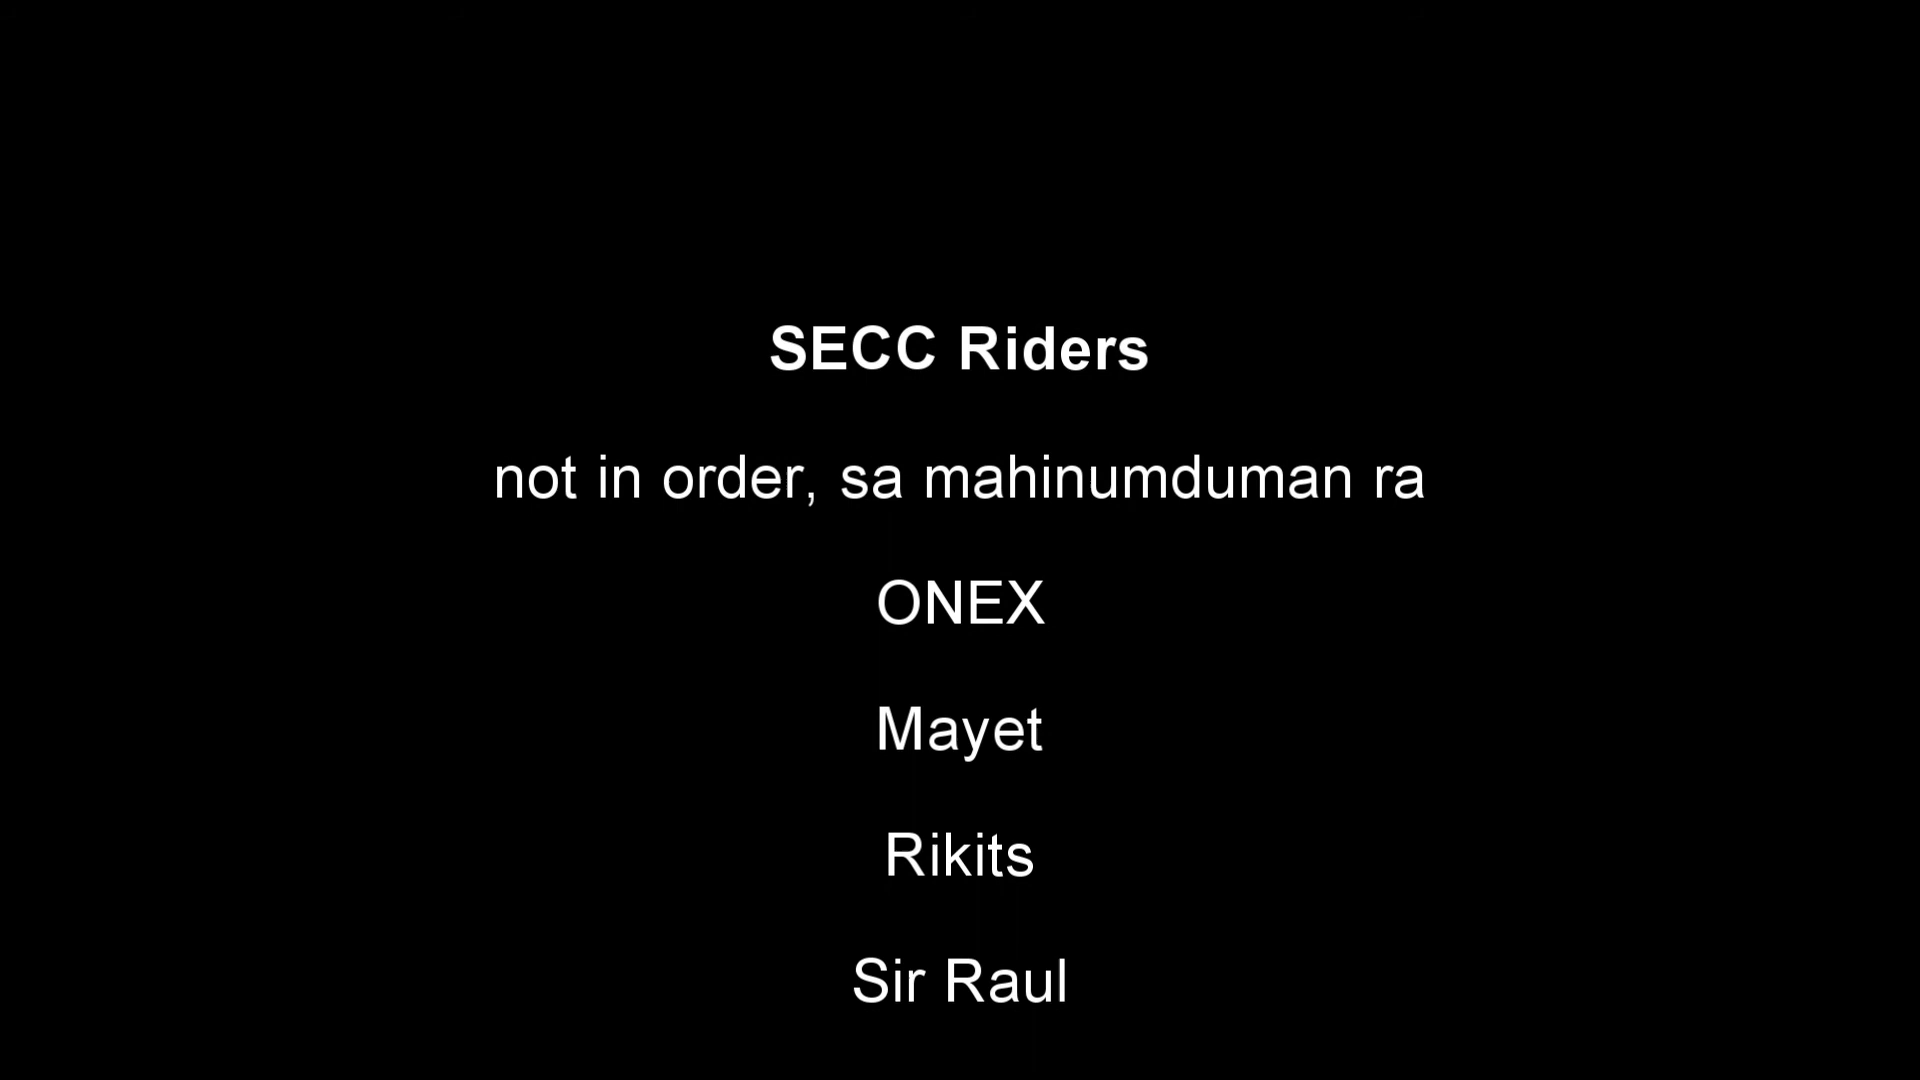 SECC Riders
not in order, sa mahinumduman ra
ONEX
Mayet
Rikits
Sir Raul